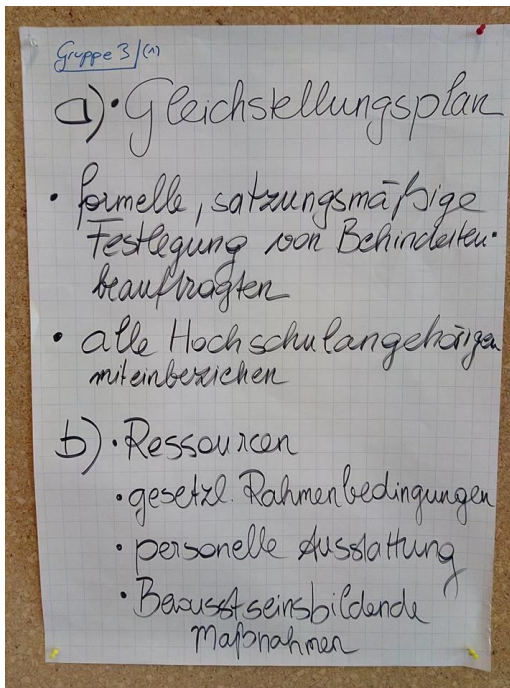 Gruppe 3/(1)
a) • Gleichstellungsplan
• formelle, satzungsmäßige
Festlegung von Behinderten-
beauftragten
• alle Hochschulangehörigen
miteinbeziehen
b) • Ressourcen
• gesetzl. Rahmenbedingungen
• personelle Ausstattung
• Bewusstseinsbildende
Maßnahmen